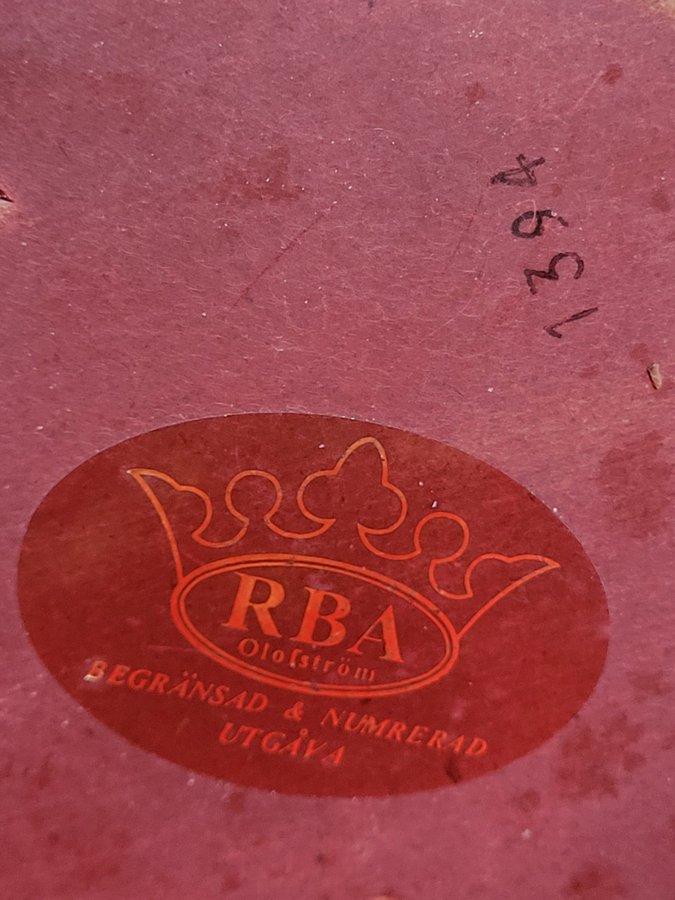 1394
RBA
Olofström
BEGRÄNSAD & NUMRERAD
UTGÅVA